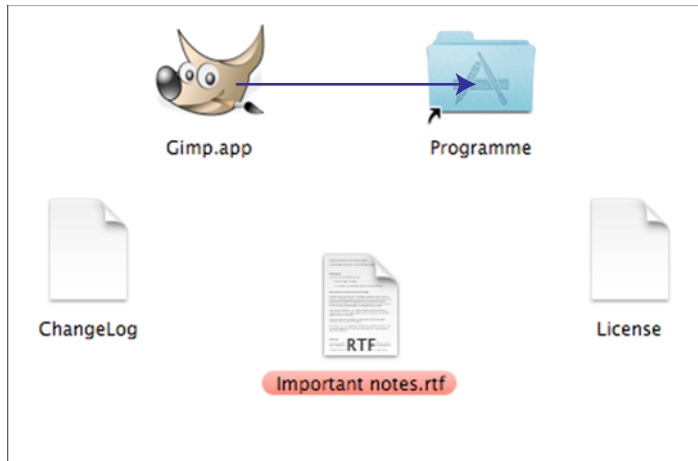 Gimp.app
Programme
ChangeLog
License
RTF
Important notes.rtf